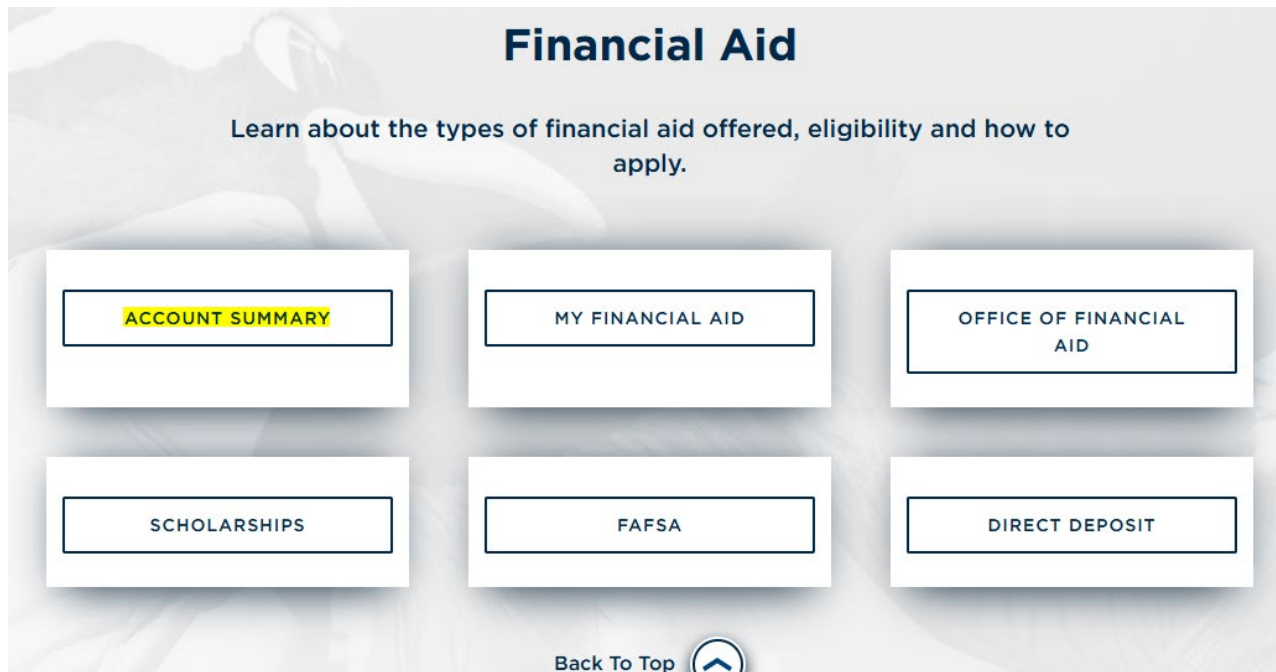 Financial Aid
Learn about the types of financial aid offered, eligibility and how to
apply.
ACCOUNT SUMMARY
MY FINANCIAL AID
OFFICE OF FINANCIAL
AID
SCHOLARSHIPS
FAFSA
DIRECT DEPOSIT
Back To Top